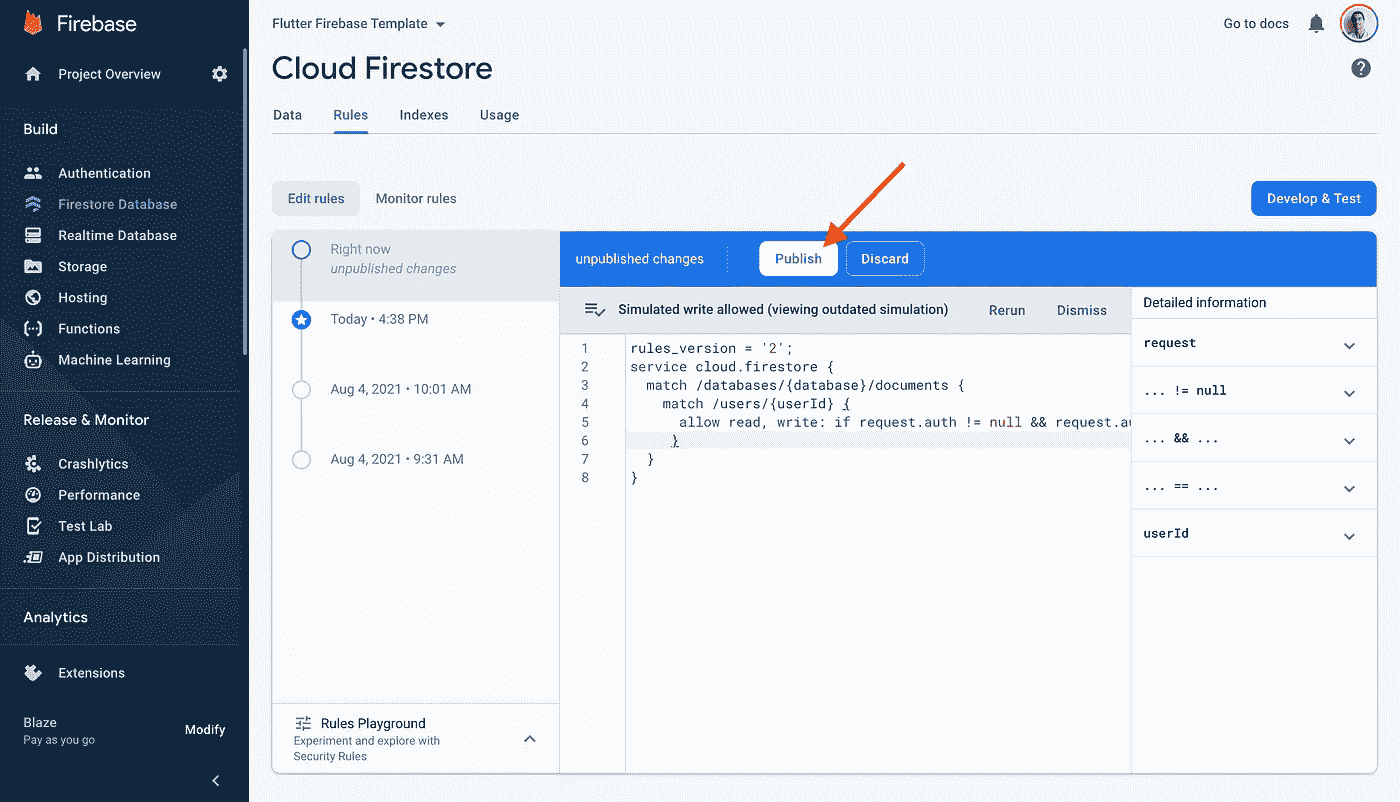 Firebase
Project Overview
Build
Authentication
Firestore Database
Realtime Database
Storage
Hosting
Functions
Machine Learning
Release & Monitor
Crashlytics
Performance
Test Lab
App Distribution
Analytics
Extensions
Blaze
Pay as you go
Modify
Flutter Firebase Template
Go to docs
Cloud Firestore
Data Rules Indexes Usage
Edit rules Monitor rules
Develop & Test
Right now
unpublished changes
Today • 4:38 PM
Aug 4, 2021 • 10:01 AM
Aug 4, 2021 • 9:31 AM
Rules Playground
Experiment and explore with
Security Rules
unpublished changes Publish Discard
Simulated write allowed (viewing outdated simulation) Rerun Dismiss
1 rules_version = '2';
2 service cloud.firestore {
3 match /databases/{database}/documents {
4 match /users/{userId} {
5 allow read, write: if request.auth != null && request.au
6 }
7 }
8 }
Detailed information
request
... != null
... && ...
... == ...
userId